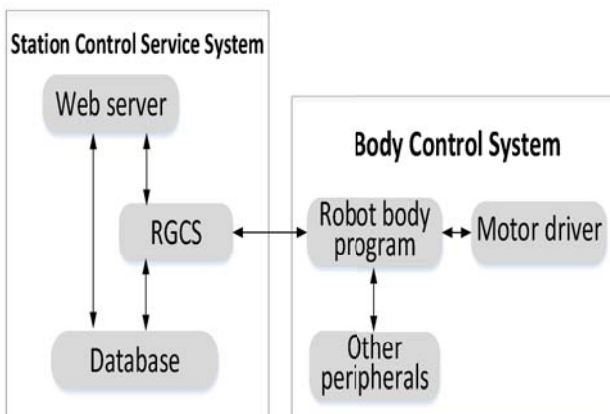 Station Control Service System
Web server
RGCS
Database
Body Control System
Robot body
program
Motor driver
Other
peripherals